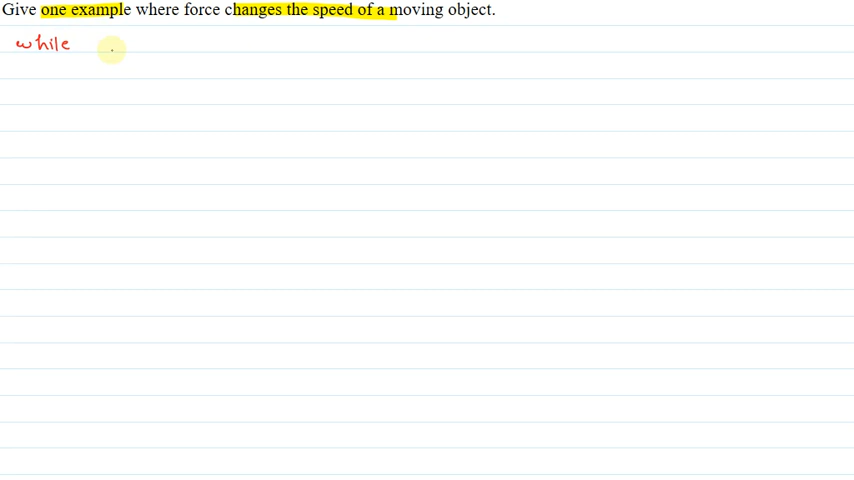 Give one example where force changes the speed of a moving object.
while